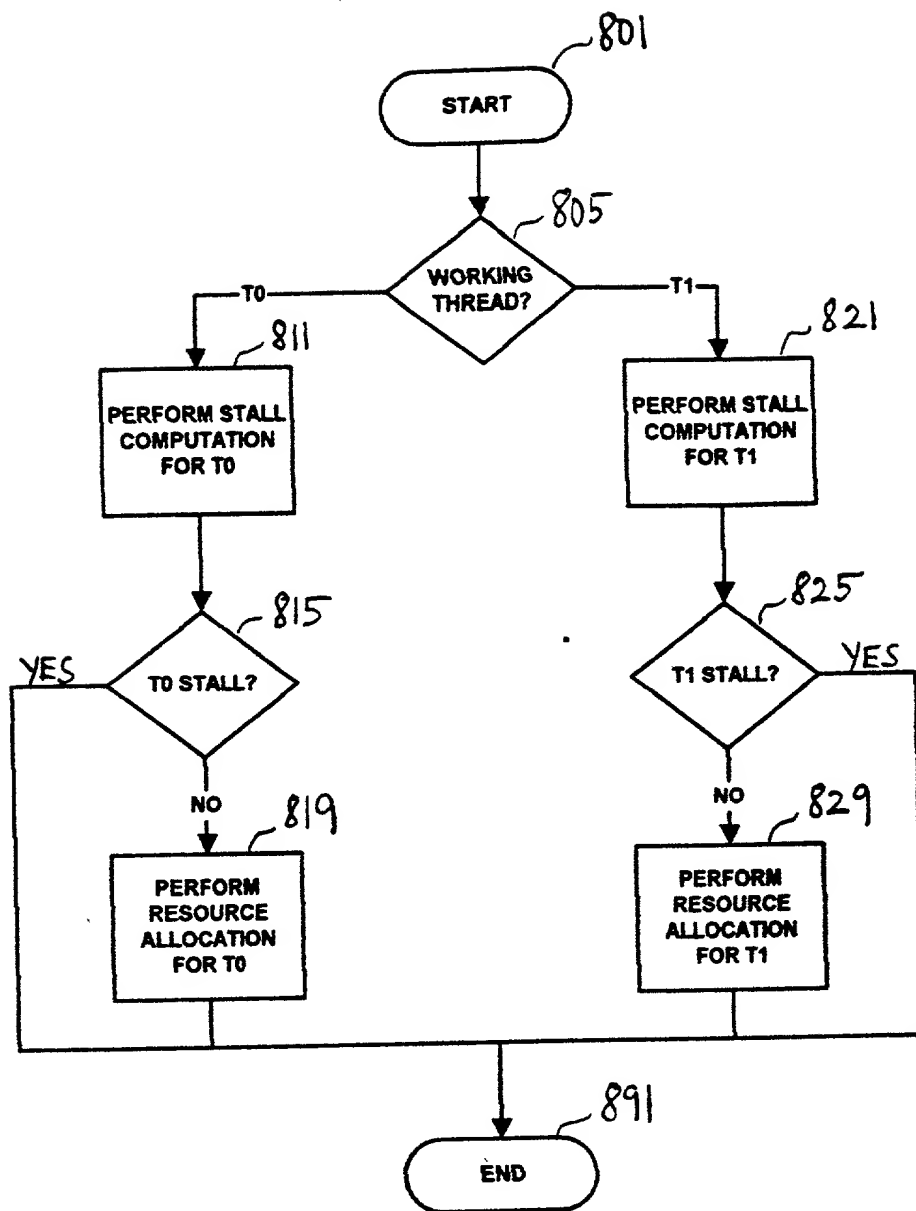 801
START
805
WORKING
THREAD?
T0
T1
811
PERFORM STALL
COMPUTATION
FOR T0
821
PERFORM STALL
COMPUTATION
FOR T1
815
T0 STALL?
YES
825
T1 STALL?
YES
NO
819
PERFORM
RESOURCE
ALLOCATION
FOR T0
NO
829
PERFORM
RESOURCE
ALLOCATION
FOR T1
891
END